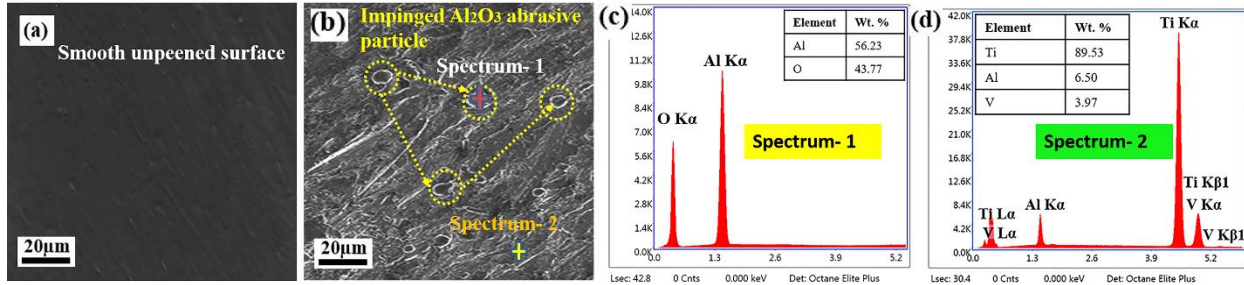 (a)
Smooth unpeened surface
20µm
(b)
Impinged Al2O3 abrasive
particle
Spectrum- 1
Spectrum- 2
20µm
(c)
14.0K
12.6K
11.2K
9.8K
8.4K
7.0K
5.6K
4.2K
2.8K
1.4K
0.0K
Element Wt. %
Al 56.23
O 43.77
Al Kα
O Kα
Spectrum- 1
0.0 1.3 2.6 3.9 5.2
Lsec: 42.8 0 Cnts 0.000 keV Det: Octane Elite Plus
(d)
42.0K
37.8K
33.6K
29.4K
25.2K
21.0K
16.8K
12.6K
8.4K
4.2K
0.0K
Element Wt. %
Ti 89.53
Al 6.50
V 3.97
Ti Kα
Spectrum- 2
Ti Kβ1
V Kα
V Kβ1
Al Kα
Ti Lα
V Lα
0.0 1.3 2.6 3.9 5.2
Lsec: 30.4 0 Cnts 0.000 keV Det: Octane Elite Plus